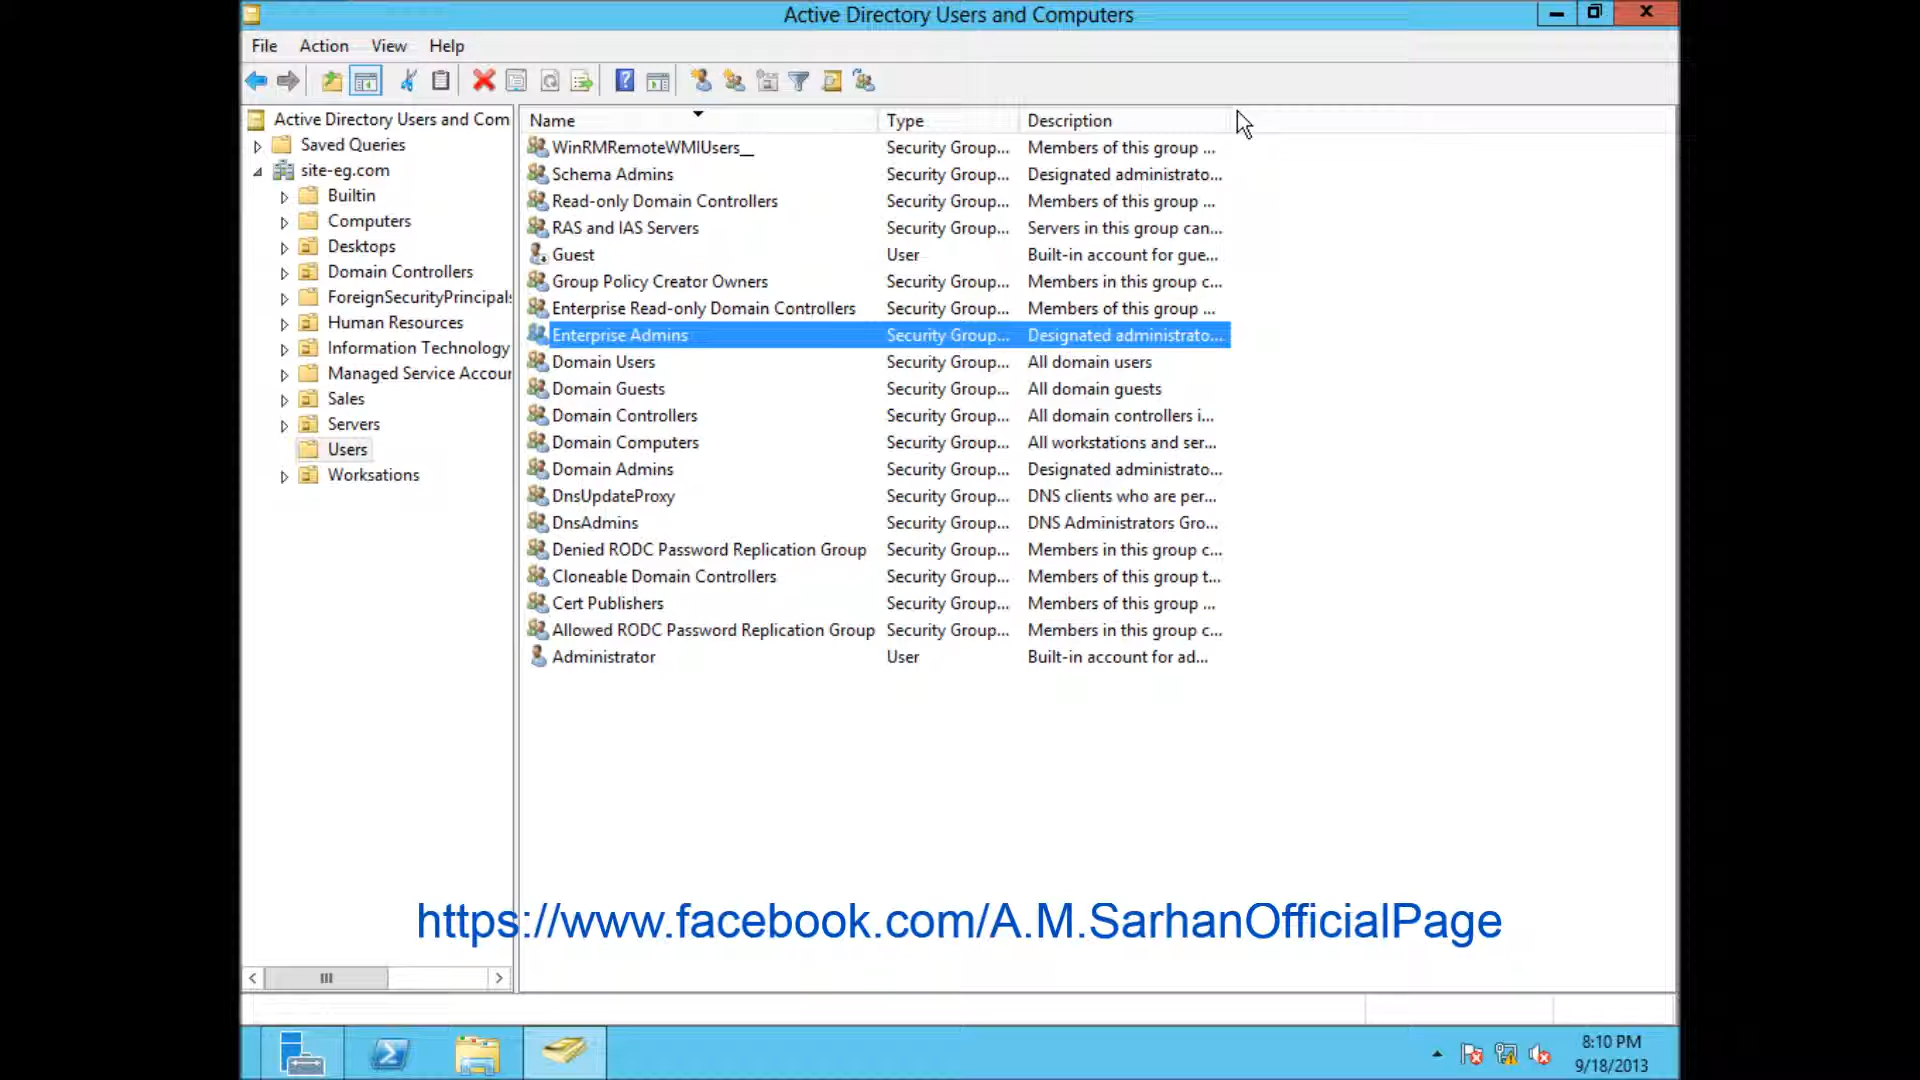 Active Directory Users and Computers
File Action View Help
Active Directory Users and Com
Saved Queries
site-eg.com
Builtin
Computers
Desktops
Domain Controllers
ForeignSecurityPrincipals
Human Resources
Information Technology
Managed Service Accour
Sales
Servers
Users
Worksations
Name Type Description
WinRMRemoteWMIUsers__ Security Group... Members of this group ...
Schema Admins Security Group... Designated administrato...
Read-only Domain Controllers Security Group... Members of this group ...
RAS and IAS Servers Security Group... Servers in this group can...
Guest User Built-in account for gue...
Group Policy Creator Owners Security Group... Members in this group c...
Enterprise Read-only Domain Controllers Security Group... Members of this group ...
Enterprise Admins Security Group... Designated administrato...
Domain Users Security Group... All domain users
Domain Guests Security Group... All domain guests
Domain Controllers Security Group... All domain controllers i...
Domain Computers Security Group... All workstations and ser...
Domain Admins Security Group... Designated administrato...
DnsUpdateProxy Security Group... DNS clients who are per...
DnsAdmins Security Group... DNS Administrators Gro...
Denied RODC Password Replication Group Security Group... Members in this group c...
Cloneable Domain Controllers Security Group... Members of this group t...
Cert Publishers Security Group... Members of this group ...
Allowed RODC Password Replication Group Security Group... Members in this group c...
Administrator User Built-in account for ad...
https://www.facebook.com/A.M.SarhanOfficialPage
8:10 PM
9/18/2013